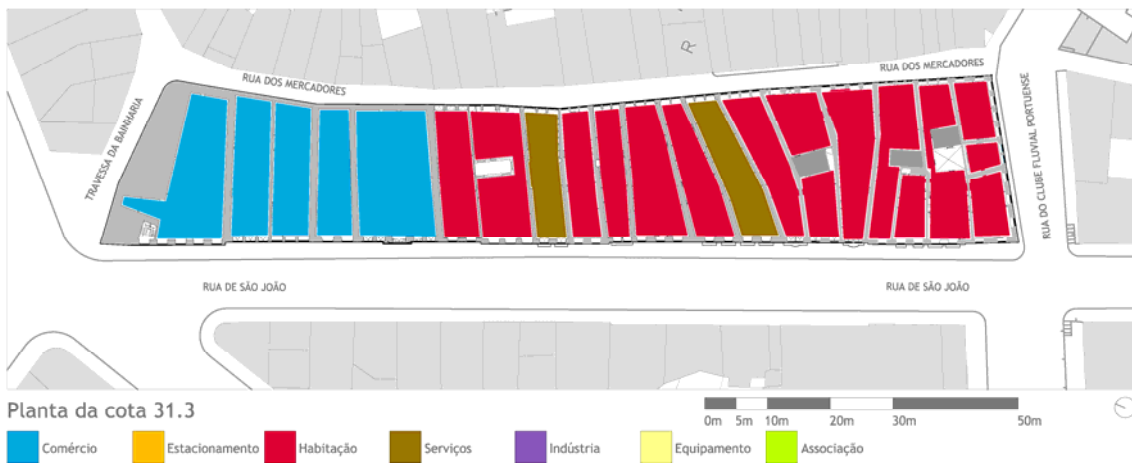 R
RUA DOS MERCADORES
RUA DOS MERCADORES
TRAVESSA DA BAINHARIA
RUA DO CLUBE FLUVIAL PORTUENSE
RUA DE SÃO JOÃO
RUA DE SÃO JOÃO
Planta da cota 31.3
0m 5m 10m 20m 30m 50m
Comércio
Estacionamento
Habitação
Serviços
Indústria
Equipamento
Associação